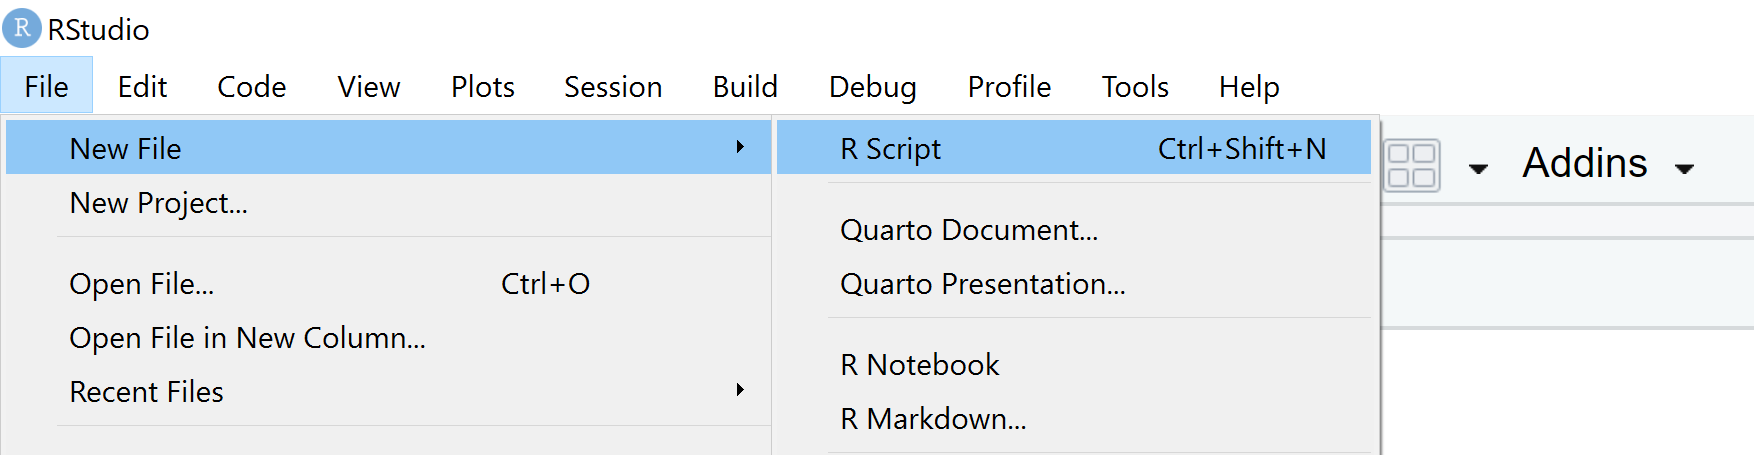 R RStudio
File Edit Code View Plots Session Build Debug Profile Tools Help
New File
New Project...
Open File... Ctrl+O
Open File in New Column...
Recent Files
R Script Ctrl+Shift+N
Quarto Document...
Quarto Presentation...
R Notebook
R Markdown...
Addins